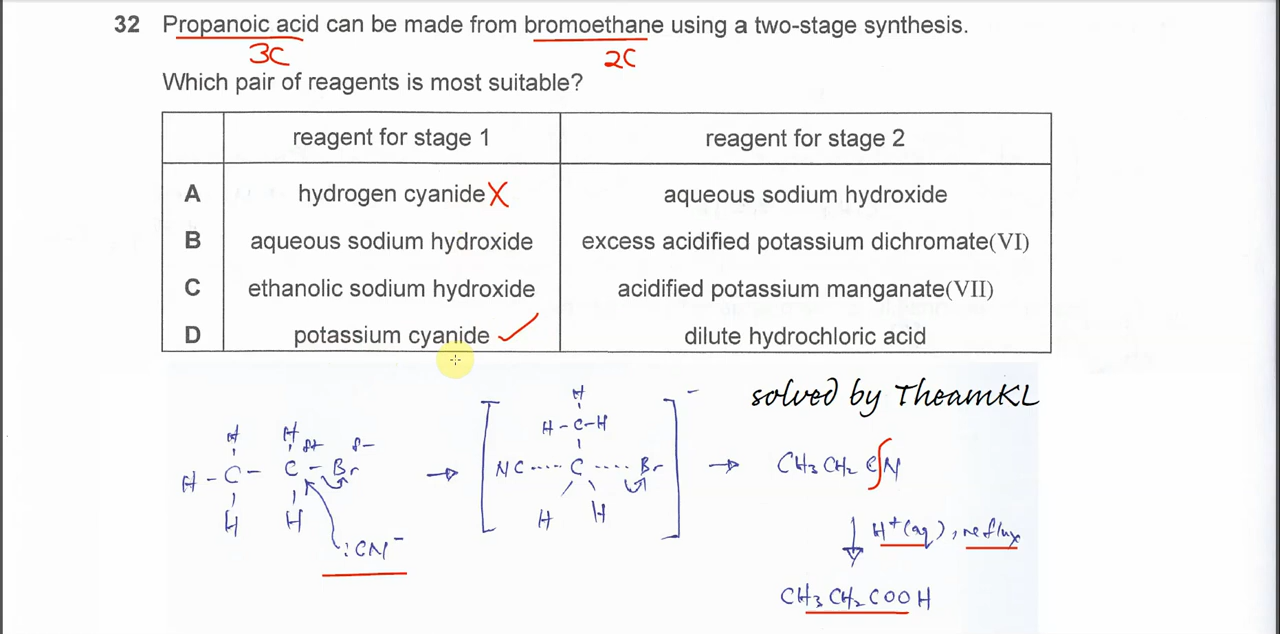 32 Propanoic acid can be made from bromoethane using a two-stage synthesis.
3C 2C
Which pair of reagents is most suitable?
reagent for stage 1 reagent for stage 2
A hydrogen cyanide X aqueous sodium hydroxide
B aqueous sodium hydroxide excess acidified potassium dichromate(VI)
C ethanolic sodium hydroxide acidified potassium manganate(VII)
D potassium cyanide ✓ dilute hydrochloric acid
solved by TheamKL
H H δ+ δ-
H - C - C - Br
H H
:CN⁻
H
H - C - H
[NC ---- C ---- Br]⁻
H H
→ CH₃CH₂CN
↓ H⁺(aq), reflux
CH₃CH₂COOH